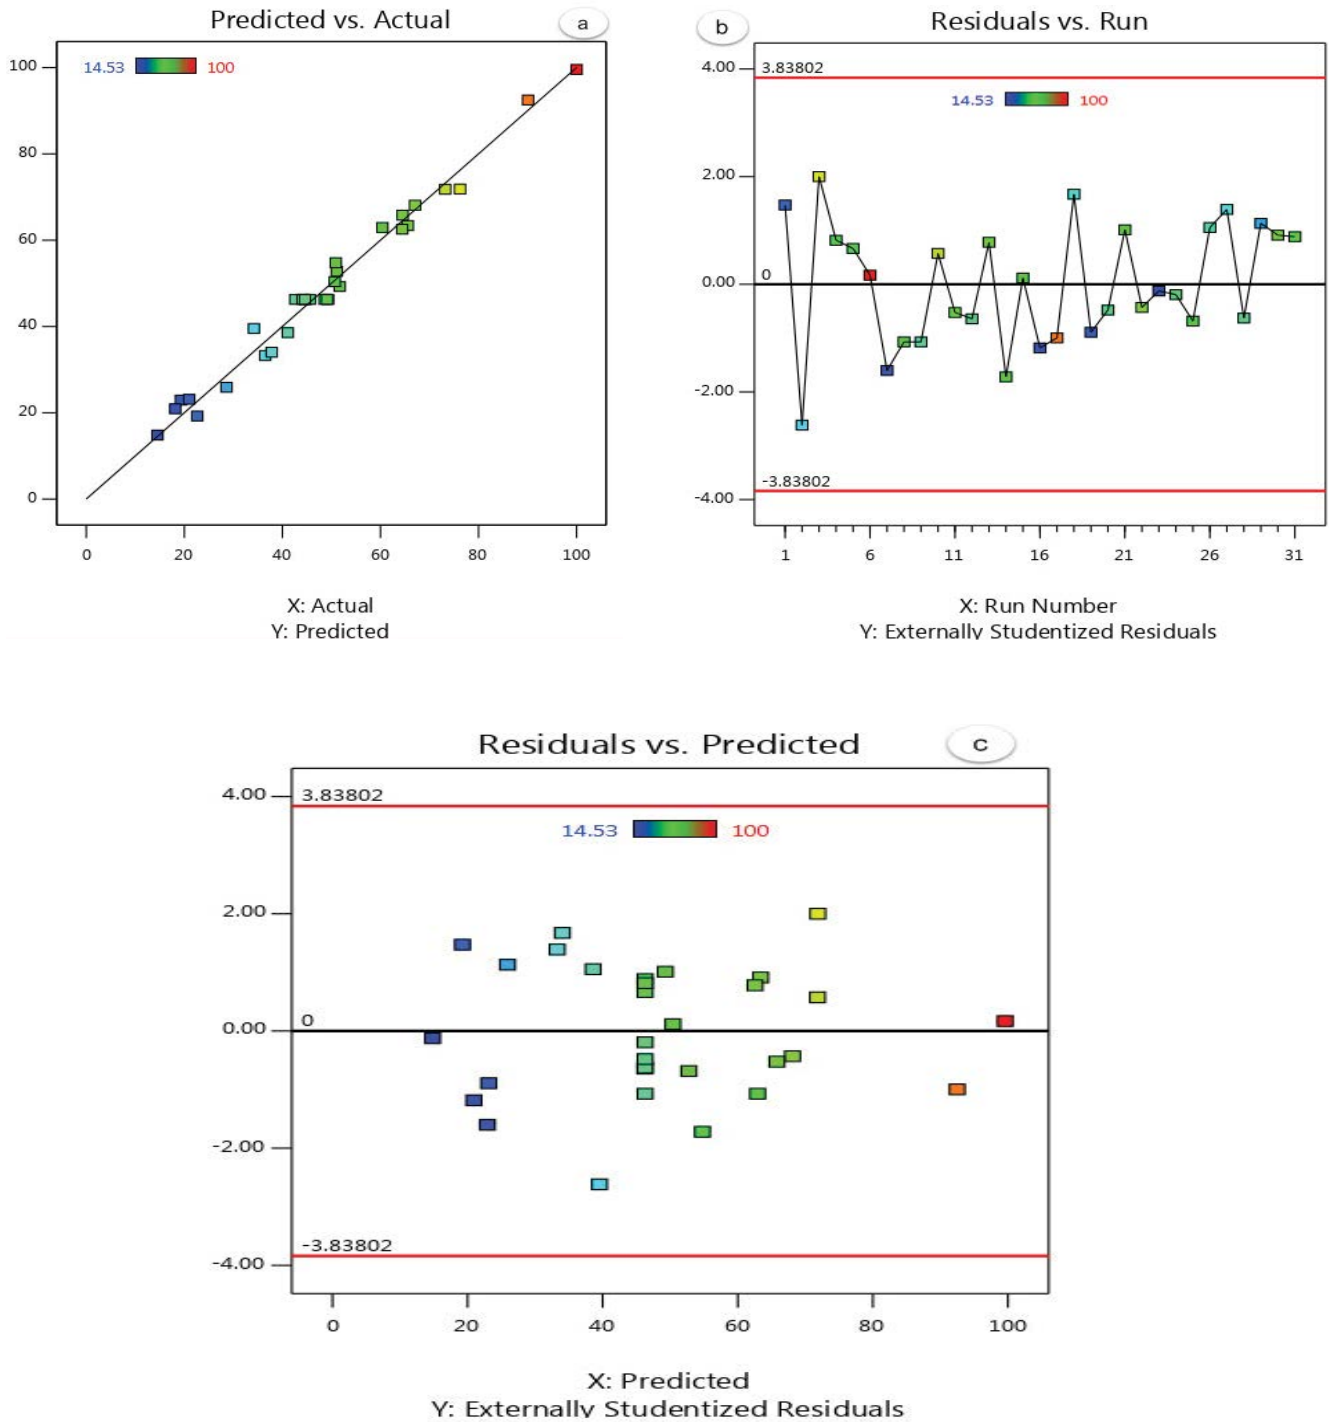 Predicted vs. Actual
a
14.53
100
100
80
60
40
20
0
0 20 40 60 80 100
X: Actual
Y: Predicted
b
Residuals vs. Run
4.00
3.83802
14.53
100
2.00
0
0.00
-2.00
-3.83802
-4.00
1 6 11 16 21 26 31
X: Run Number
Y: Externally Studentized Residuals
Residuals vs. Predicted
c
4.00
3.83802
14.53
100
2.00
0
0.00
-2.00
-3.83802
-4.00
0 20 40 60 80 100
X: Predicted
Y: Externally Studentized Residuals